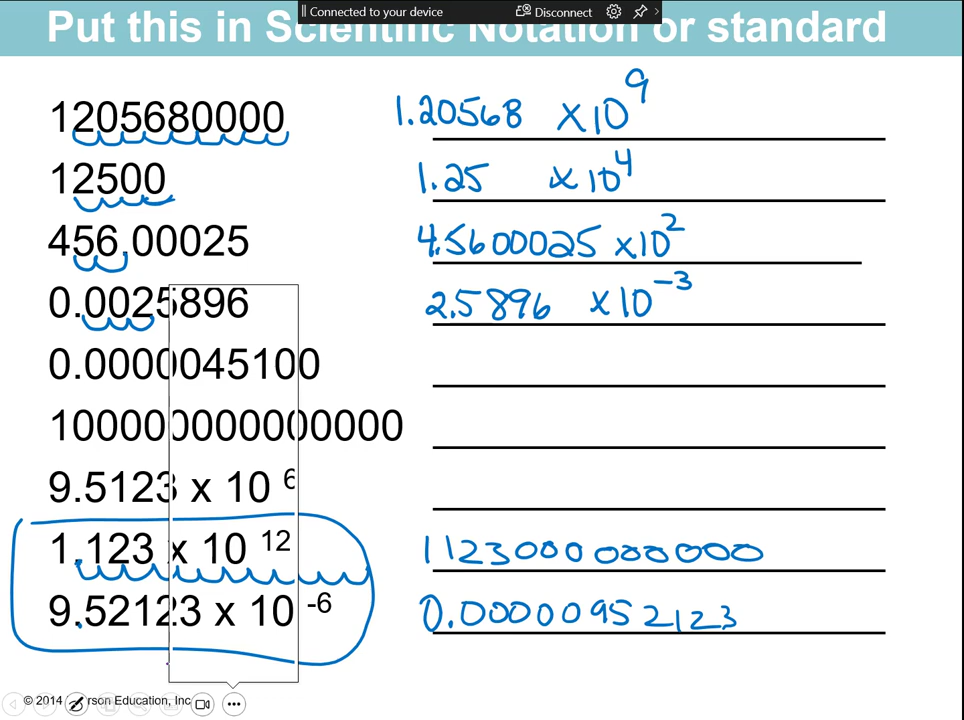 Connected to your device Disconnect
Put this in Scientific Notation or standard
1205680000 1.20568 x10^9
12500 1.25 x10^4
456.00025 4.5600025 x10^2
0.0025896 2.5896 x10^-3
0.0000045100
100000000000000
9.5123 x 10 6
1.123 x 10 12 1123000000000
9.52123 x 10 -6 0.00000952123
© 2014 rson Education, Inc